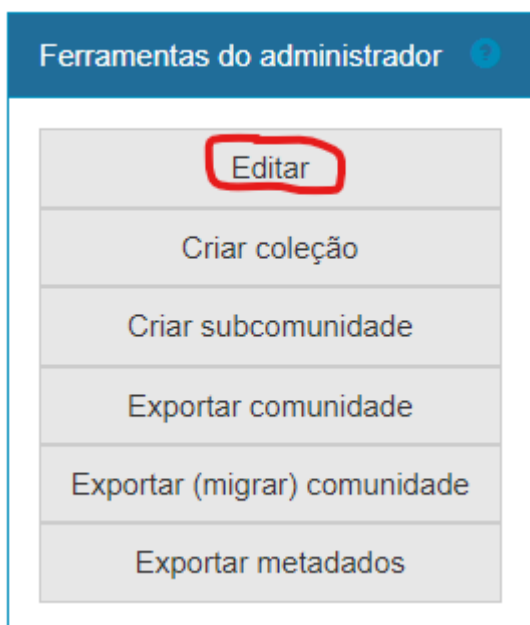 Ferramentas do administrador ?
Editar
Criar coleção
Criar subcomunidade
Exportar comunidade
Exportar (migrar) comunidade
Exportar metadados